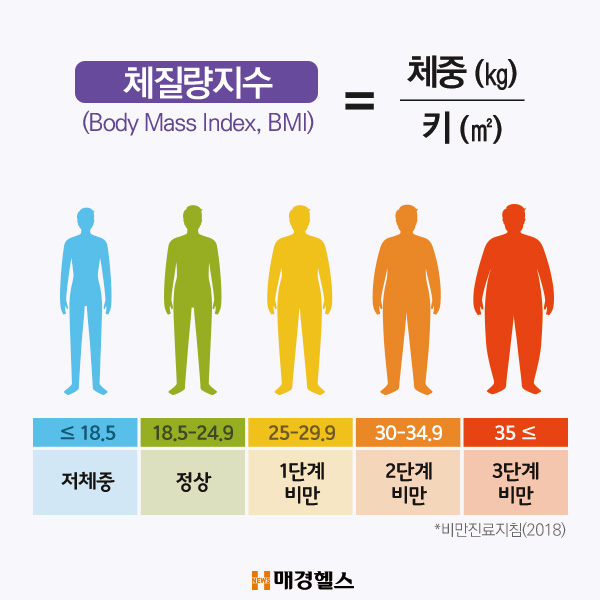 체질량지수
(Body Mass Index, BMI)
=
체중 (kg)
키 (㎡)
≤ 18.5
18.5-24.9
25-29.9
30-34.9
35 ≤
저체중
정상
1단계
비만
2단계
비만
3단계
비만
*비만진료지침(2018)
NEWS
매경헬스